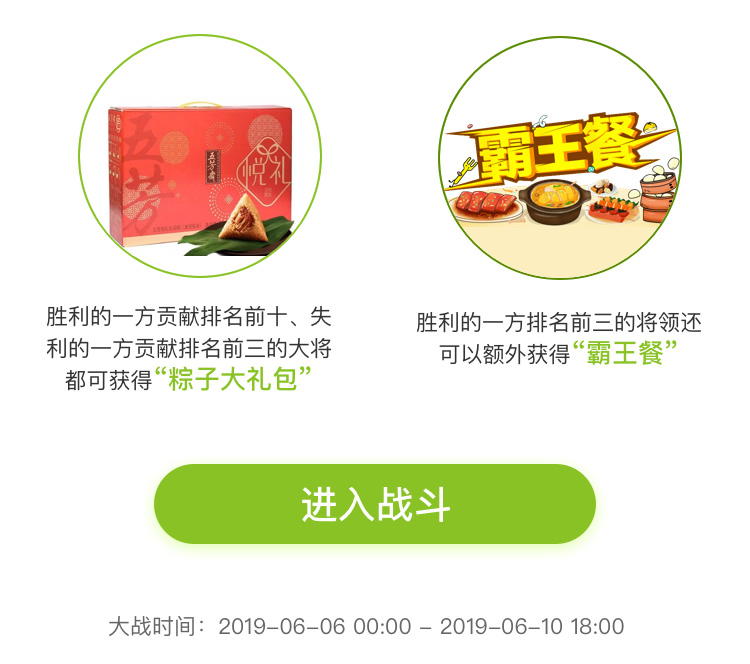 五芳
五芳斋
悦礼
霸王餐
胜利的一方贡献排名前十、失
利的一方贡献排名前三的大将
都可获得“粽子大礼包”
胜利的一方排名前三的将领还
可以额外获得“霸王餐”
进入战斗
大战时间：2019-06-06 00:00 - 2019-06-10 18:00